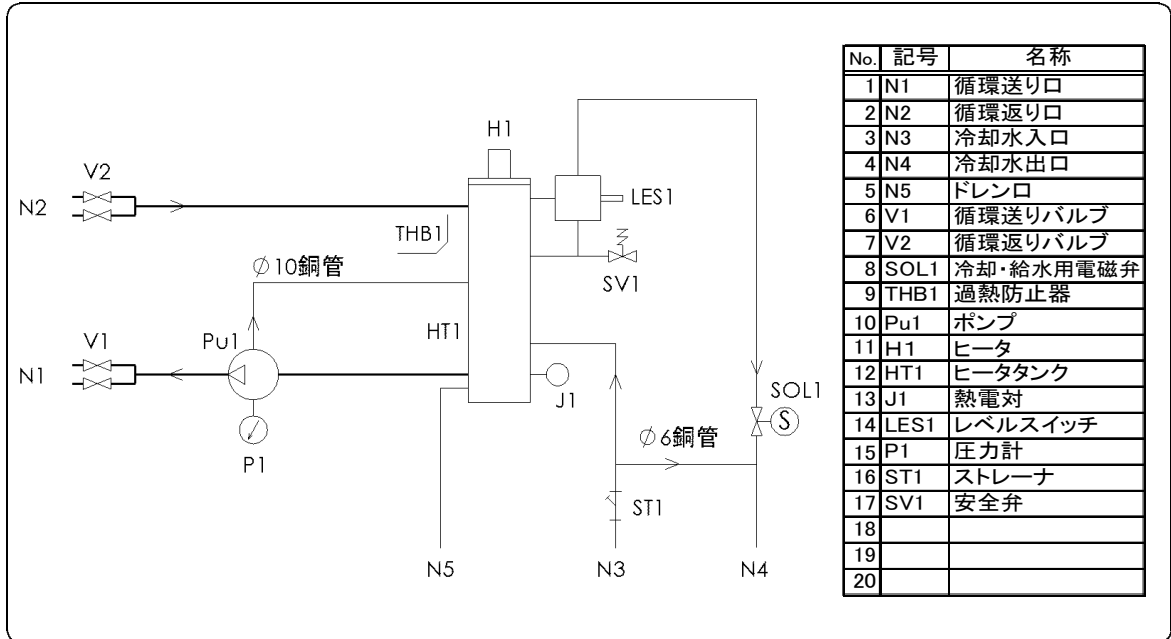 H1
V2
N2
LES1
THB1
∅10銅管
SV1
Pu1
HT1
V1
N1
J1
SOL1
S
∅6銅管
P1
ST1
N5 N3 N4
No. 記号 名称
1 N1 循環送り口
2 N2 循環返り口
3 N3 冷却水入口
4 N4 冷却水出口
5 N5 ドレン口
6 V1 循環送りバルブ
7 V2 循環返りバルブ
8 SOL1 冷却・給水用電磁弁
9 THB1 過熱防止器
10 Pu1 ポンプ
11 H1 ヒータ
12 HT1 ヒータタンク
13 J1 熱電対
14 LES1 レベルスイッチ
15 P1 圧力計
16 ST1 ストレーナ
17 SV1 安全弁
18
19
20